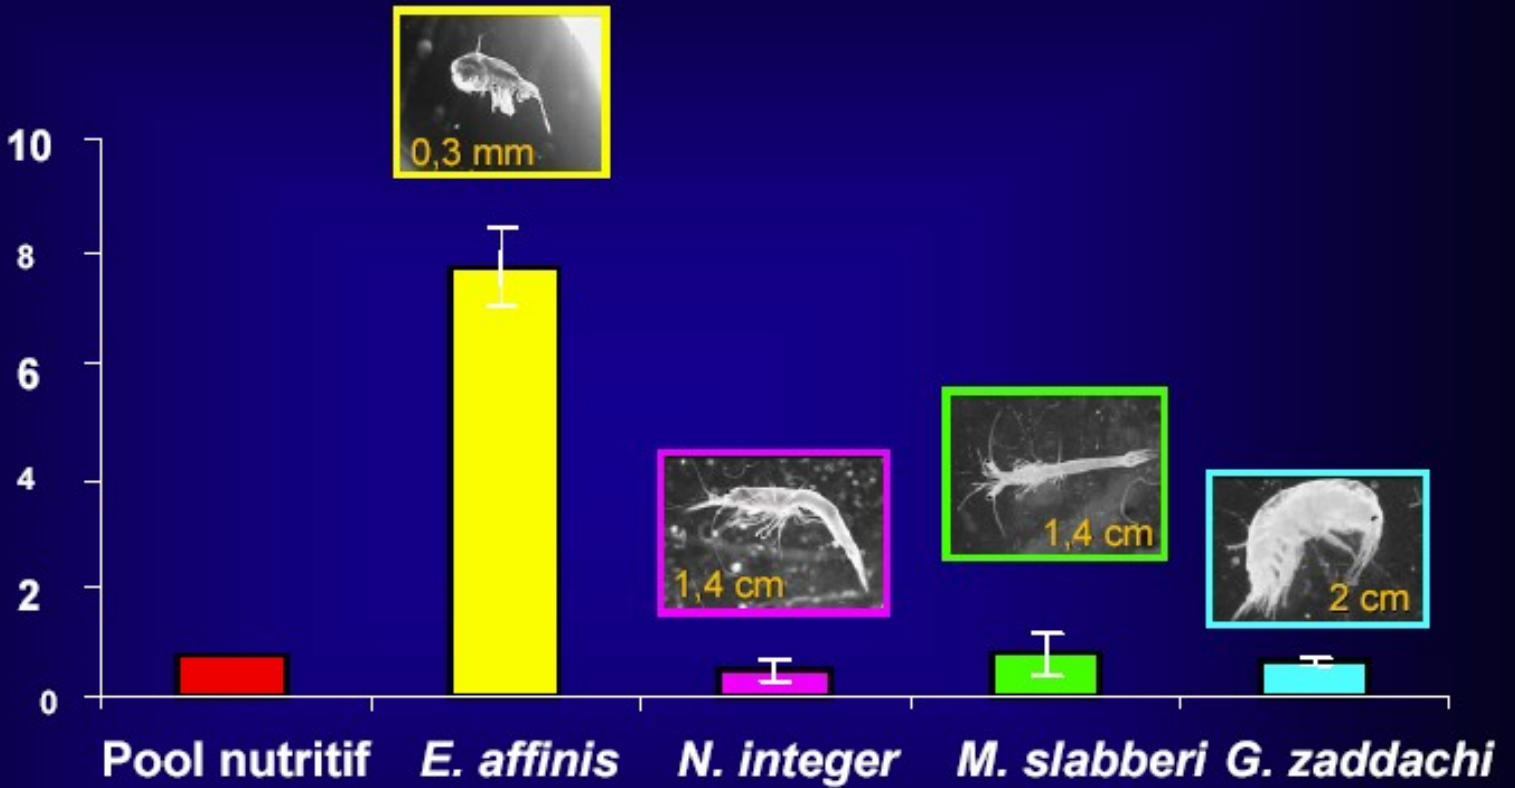 0,3 mm
10
8
6
4
2
0
1,4 cm
1,4 cm
2 cm
Pool nutritif
E. affinis
N. integer
M. slabberi
G. zaddachi